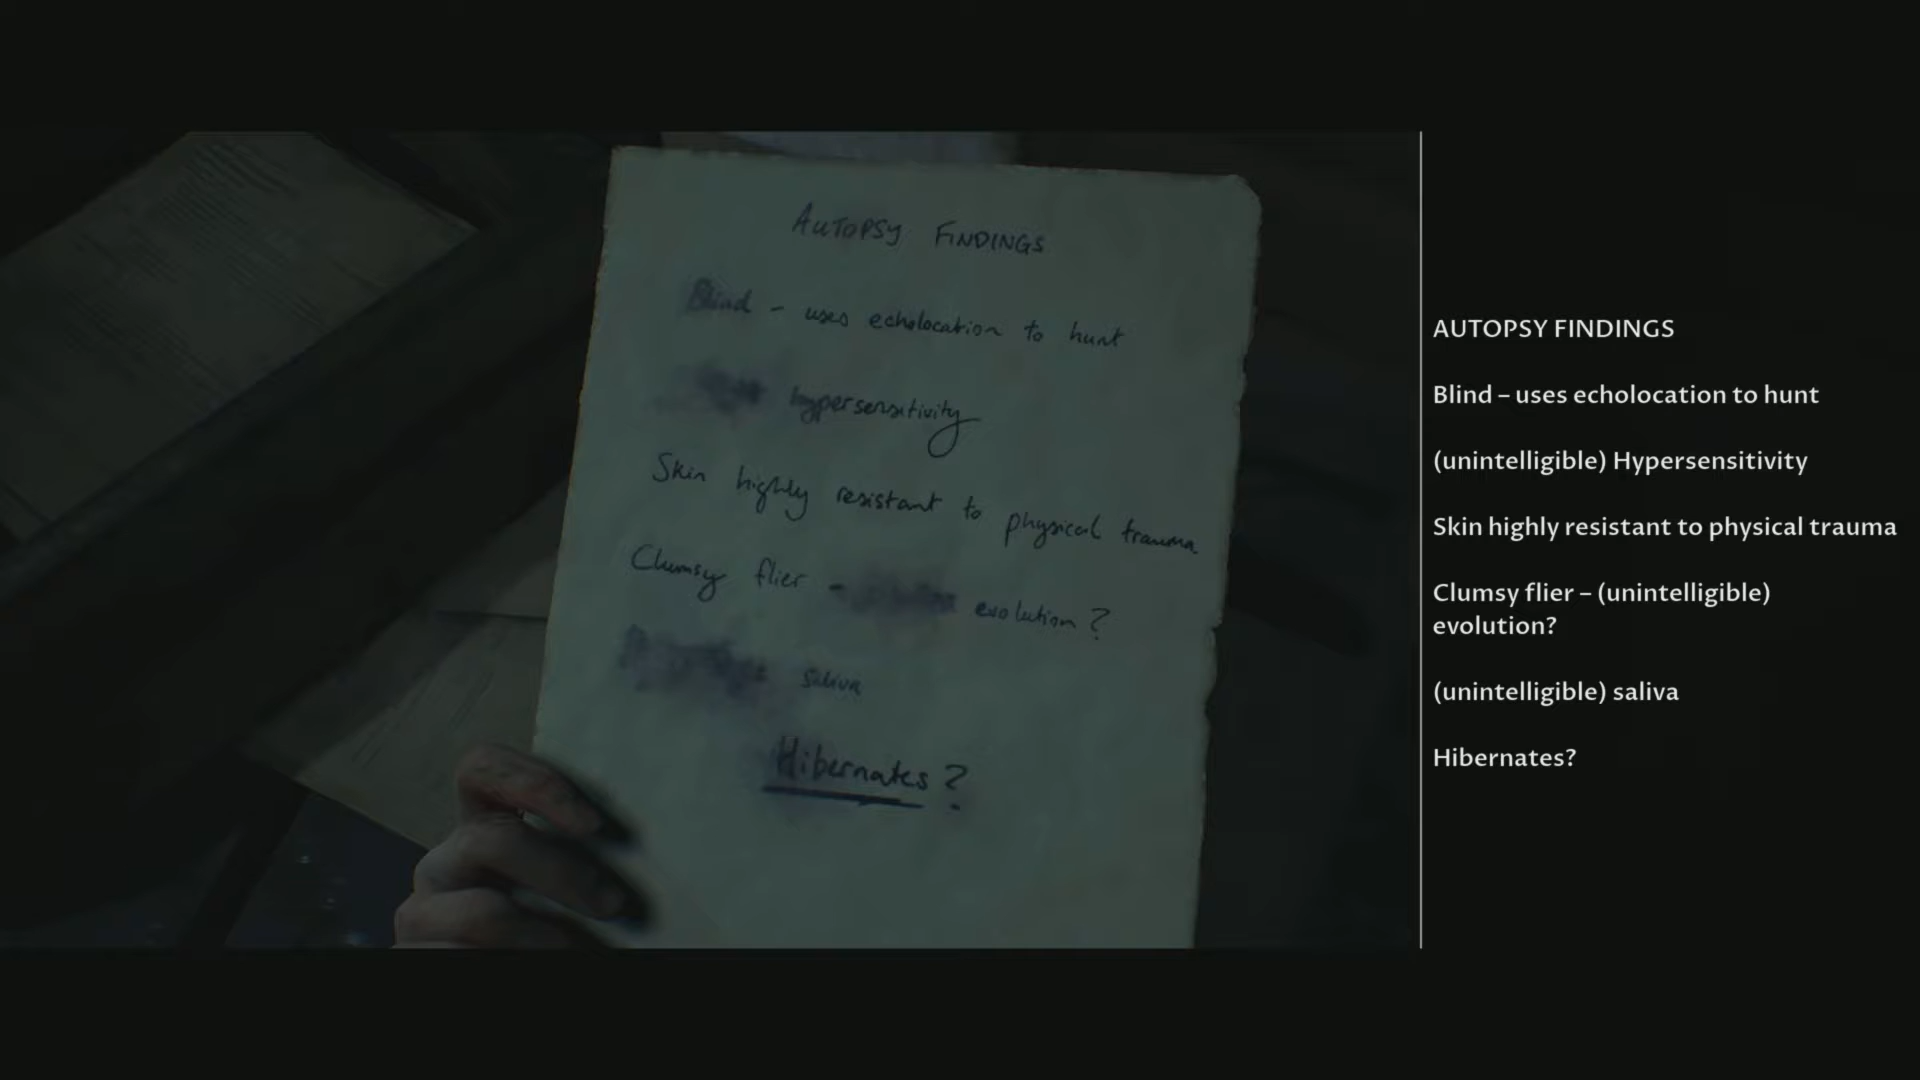 AUTOPSY FINDINGS
Blind - uses echolocation to hunt
hypersensitivity
Skin highly resistant to physical trauma
Clumsy flier - evolution?
saliva
Hibernates?
AUTOPSY FINDINGS
Blind – uses echolocation to hunt
(unintelligible) Hypersensitivity
Skin highly resistant to physical trauma
Clumsy flier – (unintelligible)
evolution?
(unintelligible) saliva
Hibernates?